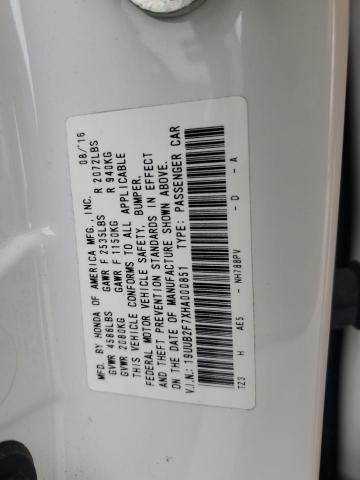 MFD. BY HONDA OF AMERICA MFG., INC. 08/16
GVWR 4586LBS GAWR F 2535LBS R 2072LBS
GVWR 2080KG GAWR F 1150KG R 940KG
THIS VEHICLE CONFORMS TO ALL APPLICABLE
FEDERAL MOTOR VEHICLE SAFETY, BUMPER,
AND THEFT PREVENTION STANDARDS IN EFFECT
ON THE DATE OF MANUFACTURE SHOWN ABOVE.
V.I.N.: 19UUB2F7XHA000851 TYPE: PASSENGER CAR
TZ3 H AE5 - NH788PV - D - A